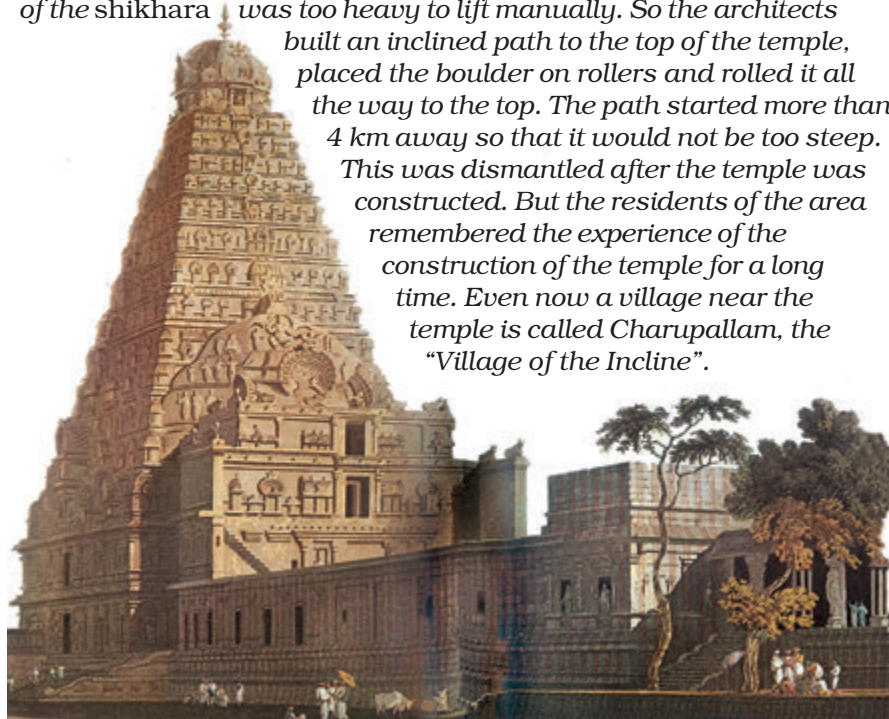 of the shikhara was too heavy to lift manually. So the architects
built an inclined path to the top of the temple,
placed the boulder on rollers and rolled it all
the way to the top. The path started more than
4 km away so that it would not be too steep.
This was dismantled after the temple was
constructed. But the residents of the area
remembered the experience of the
construction of the temple for a long
time. Even now a village near the
temple is called Charupallam, the
“Village of the Incline”.